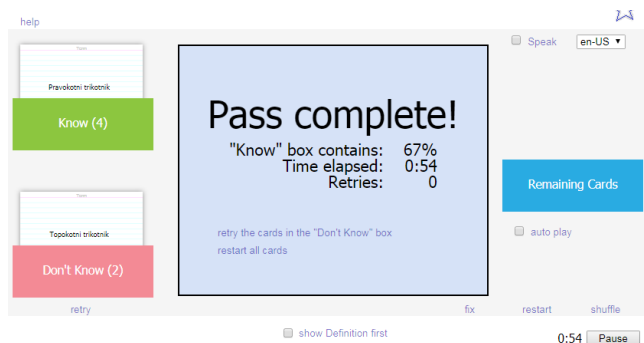 help
Speak
en-US
Pravokotni trikotnik
Know (4)
Pass complete!
"Know" box contains: 67%
Time elapsed: 0:54
Retries: 0
retry the cards in the "Don't Know" box
restart all cards
Remaining Cards
auto play
Topokotni trikotnik
Don't Know (2)
retry
fix
restart
shuffle
show Definition first
0:54
Pause